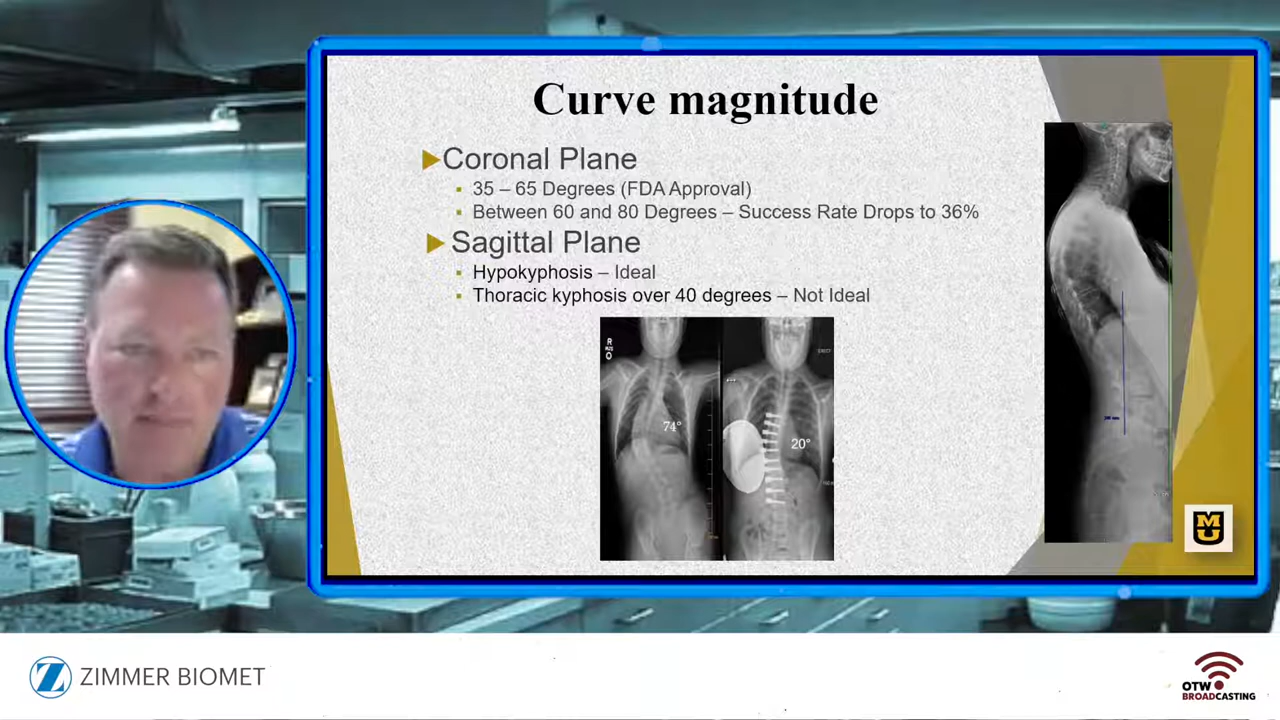 Curve magnitude
Coronal Plane
35 – 65 Degrees (FDA Approval)
Between 60 and 80 Degrees – Success Rate Drops to 36%
Sagittal Plane
Hypokyphosis – Ideal
Thoracic kyphosis over 40 degrees – Not Ideal
R
O
74°
20°
MU
ZIMMER BIOMET
OTW
BROADCASTING